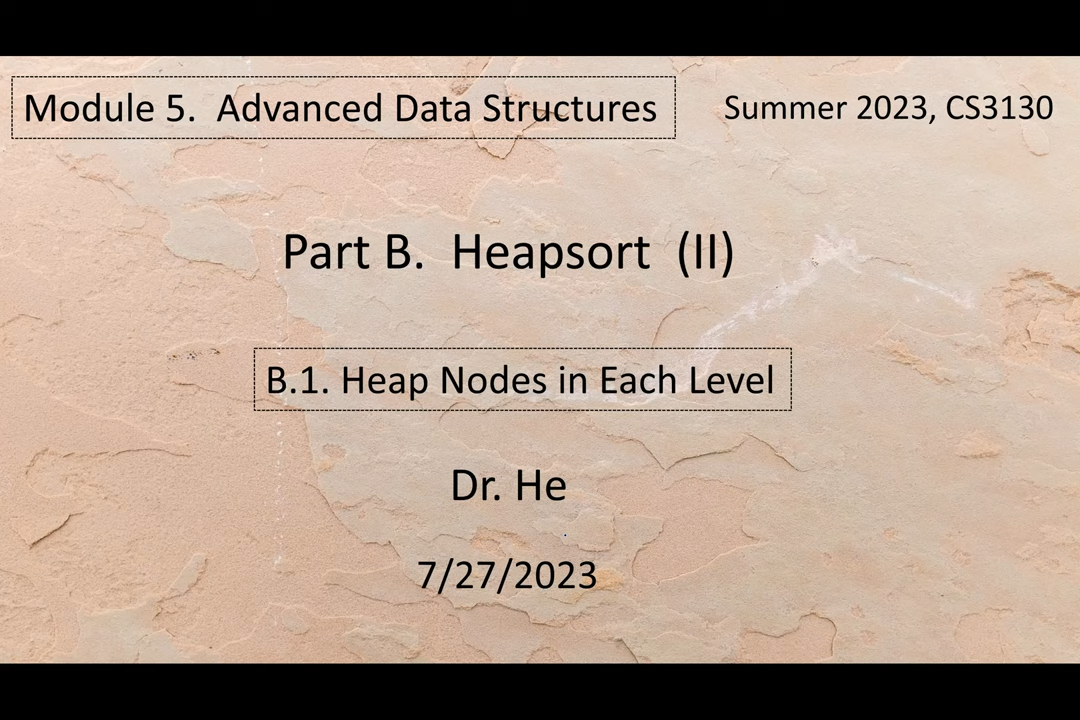 Module 5.  Advanced Data Structures
Summer 2023, CS3130
Part B.  Heapsort  (II)
B.1. Heap Nodes in Each Level
Dr. He
7/27/2023